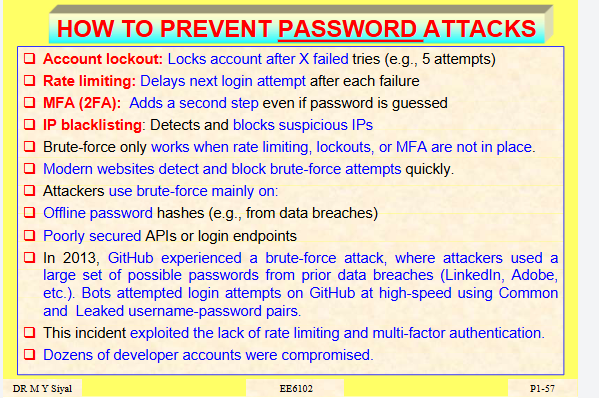 HOW TO PREVENT PASSWORD ATTACKS
❑ Account lockout: Locks account after X failed tries (e.g., 5 attempts)
❑ Rate limiting: Delays next login attempt after each failure
❑ MFA (2FA): Adds a second step even if password is guessed
❑ IP blacklisting: Detects and blocks suspicious IPs
❑ Brute-force only works when rate limiting, lockouts, or MFA are not in place.
❑ Modern websites detect and block brute-force attempts quickly.
❑ Attackers use brute-force mainly on:
❑ Offline password hashes (e.g., from data breaches)
❑ Poorly secured APIs or login endpoints
❑ In 2013, GitHub experienced a brute-force attack, where attackers used a
large set of possible passwords from prior data breaches (LinkedIn, Adobe,
etc.). Bots attempted login attempts on GitHub at high-speed using Common
and Leaked username-password pairs.
❑ This incident exploited the lack of rate limiting and multi-factor authentication.
❑ Dozens of developer accounts were compromised.
DR M Y Siyal
EE6102
P1-57